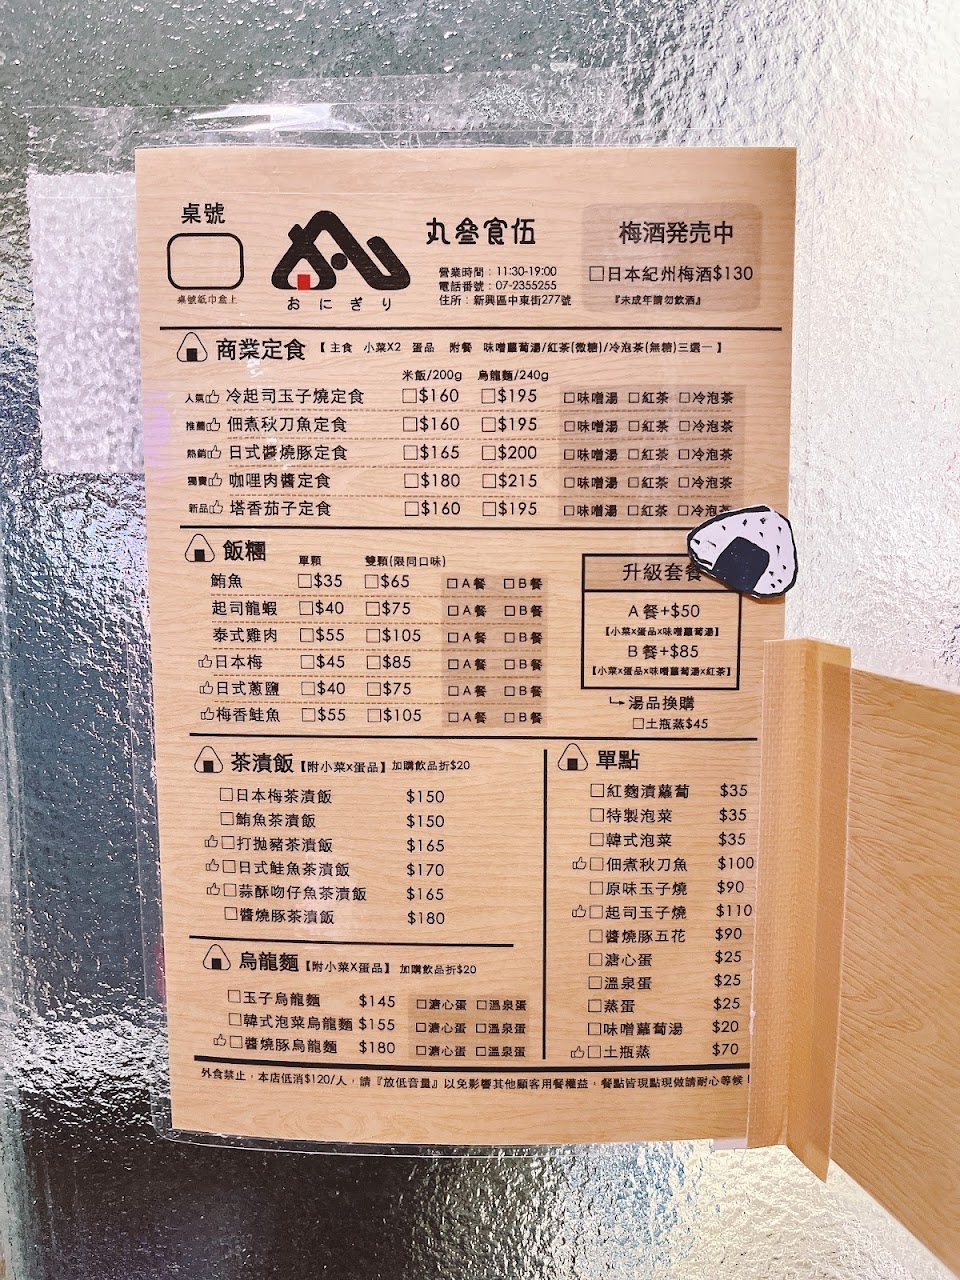 桌號
桌號紙巾盒上
おにぎり
丸叄食伍
營業時間：11:30-19:00
電話番號：07-2355255
住所：新興區中東街277號
梅酒発売中
□日本紀州梅酒$130
『未成年請勿飲酒』
商業定食【主食 小菜X2 蛋品 附餐 味噌蘿蔔湯/紅茶(微糖)/冷泡茶(無糖)三選一】
米飯/200g 烏龍麵/240g
人氣 冷起司玉子燒定食 □$160 □$195 □味噌湯 □紅茶 □冷泡茶
推薦 佃煮秋刀魚定食 □$160 □$195 □味噌湯 □紅茶 □冷泡茶
熱銷 日式醬燒豚定食 □$165 □$200 □味噌湯 □紅茶 □冷泡茶
獨賣 咖哩肉醬定食 □$180 □$215 □味噌湯 □紅茶 □冷泡茶
新品 塔香茄子定食 □$160 □$195 □味噌湯 □紅茶 □冷泡茶
飯糰 單顆 雙顆(限同口味)
鮪魚 □$35 □$65 □A餐 □B餐
起司龍蝦 □$40 □$75 □A餐 □B餐
泰式雞肉 □$55 □$105 □A餐 □B餐
日本梅 □$45 □$85 □A餐 □B餐
日式蔥鹽 □$40 □$75 □A餐 □B餐
梅香鮭魚 □$55 □$105 □A餐 □B餐
升級套餐
A餐+$50
【小菜x蛋品x味噌蘿蔔湯】
B餐+$85
【小菜x蛋品x味噌蘿蔔湯x紅茶】
湯品換購
□土瓶蒸$45
茶漬飯【附小菜x蛋品】加購飲品折$20
□日本梅茶漬飯 $150
□鮪魚茶漬飯 $150
□打拋豬茶漬飯 $165
□日式鮭魚茶漬飯 $170
□蒜酥吻仔魚茶漬飯 $165
□醬燒豚茶漬飯 $180
烏龍麵【附小菜X蛋品】 加購飲品折$20
□玉子烏龍麵 $145 □溏心蛋 □溫泉蛋
□韓式泡菜烏龍麵 $155 □溏心蛋 □溫泉蛋
□醬燒豚烏龍麵 $180 □溏心蛋 □溫泉蛋
單點
□紅麴漬蘿蔔 $35
□特製泡菜 $35
□韓式泡菜 $35
□佃煮秋刀魚 $100
□原味玉子燒 $90
□起司玉子燒 $110
□醬燒豚五花 $90
□溏心蛋 $25
□溫泉蛋 $25
□蒸蛋 $25
□味噌蘿蔔湯 $20
□土瓶蒸 $70
外食禁止，本店低消$120/人，請『放低音量』以免影響其他顧客用餐權益，餐點皆現點現做請耐心等候！